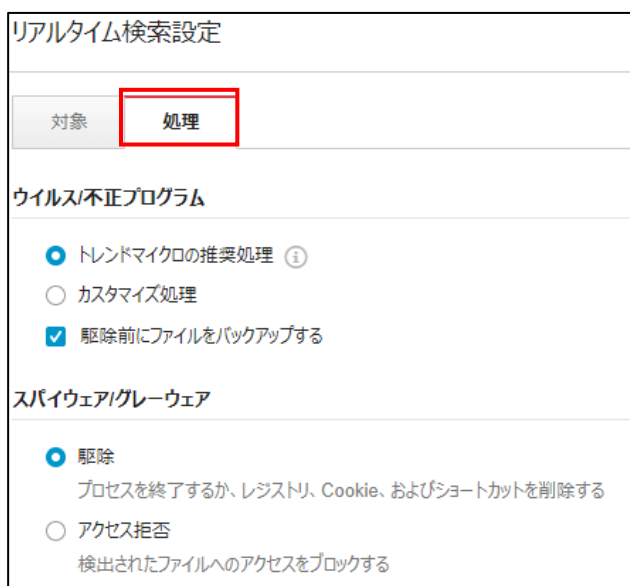 リアルタイム検索設定
対象
処理
ウイルス/不正プログラム
トレンドマイクロの推奨処理
カスタマイズ処理
駆除前にファイルをバックアップする
スパイウェア/グレーウェア
駆除
プロセスを終了するか、レジストリ、Cookie、およびショートカットを削除する
アクセス拒否
検出されたファイルへのアクセスをブロックする